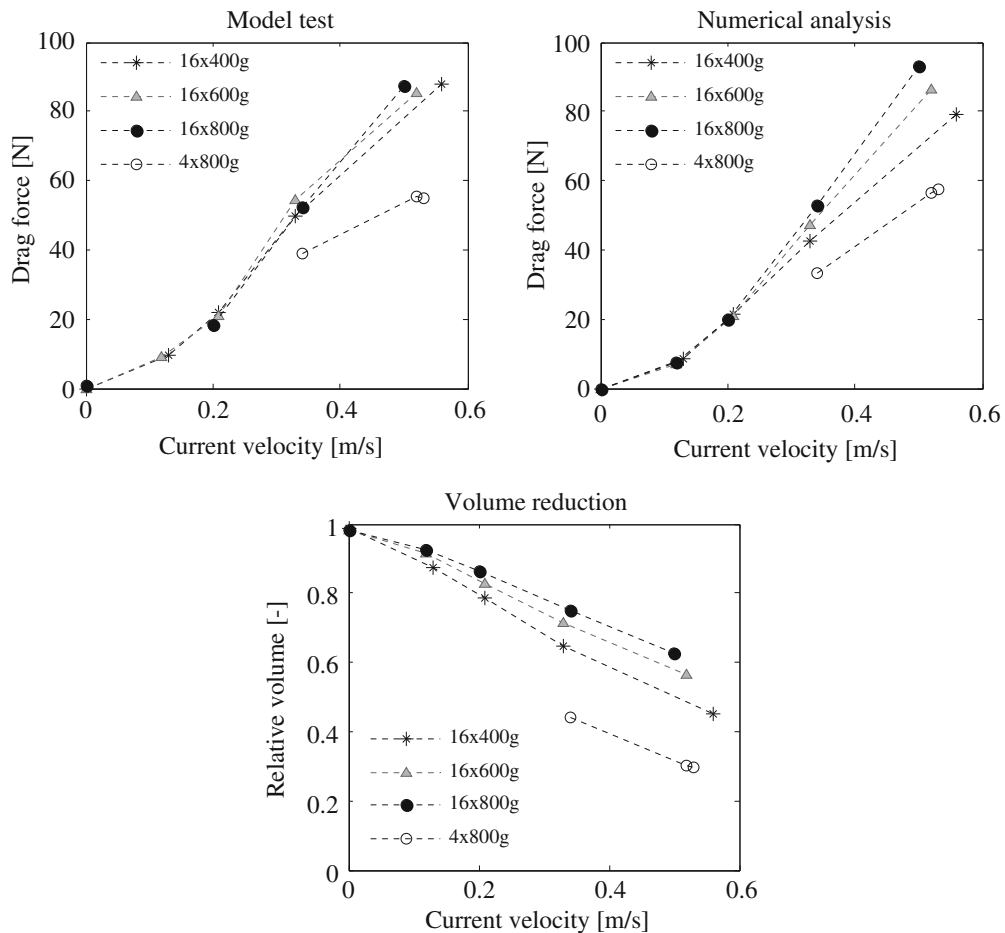 Model test
100
80
60
40
20
0
Drag force [N]
16x400g
16x600g
16x800g
4x800g
0
0.2
0.4
0.6
Current velocity [m/s]
Numerical analysis
100
80
60
40
20
0
Drag force [N]
16x400g
16x600g
16x800g
4x800g
0
0.2
0.4
0.6
Current velocity [m/s]
Volume reduction
1
0.8
0.6
0.4
0.2
0
Relative volume [-]
16x400g
16x600g
16x800g
4x800g
0
0.2
0.4
0.6
Current velocity [m/s]